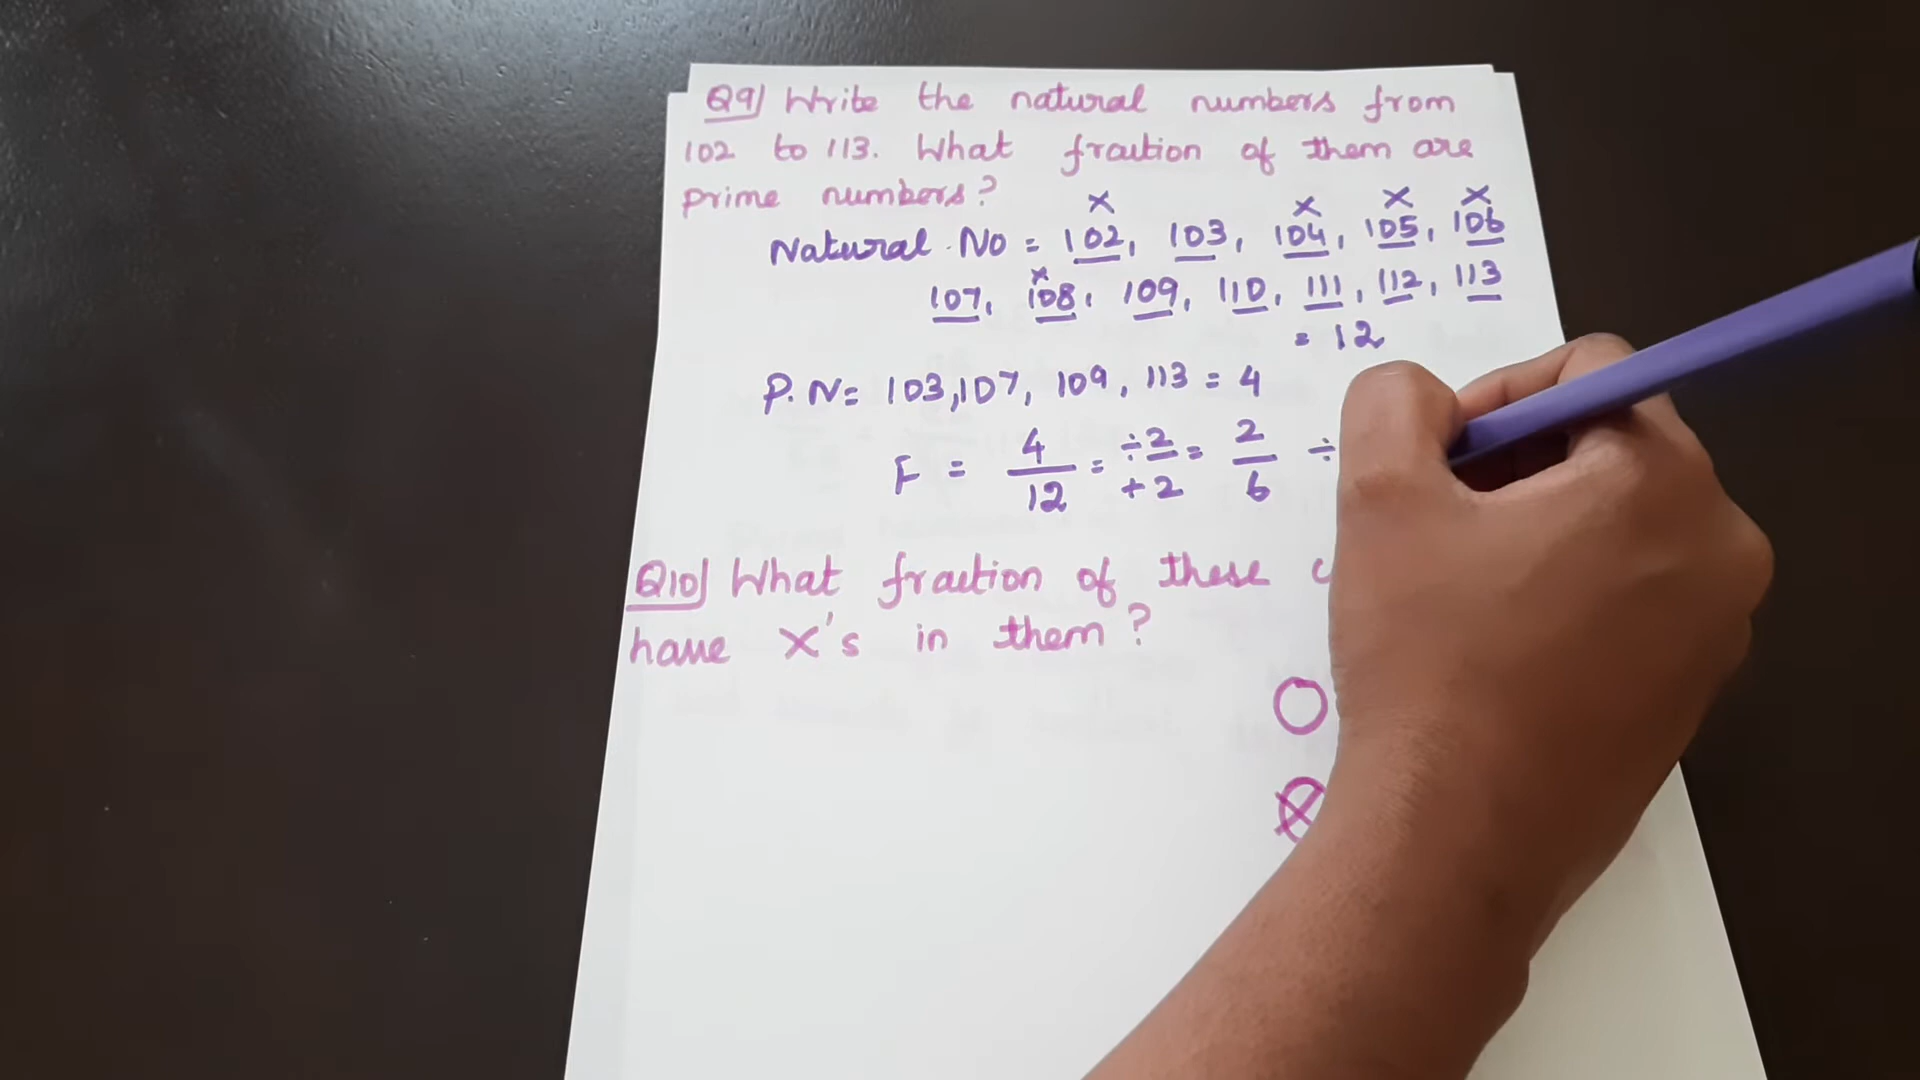 Q9) Write the natural numbers from
102 to 113. What fraction of them are
prime numbers?
× × × ×
Natural No = 102, 103, 104, 105, 106
×
107, 108, 109, 110, 111, 112, 113
= 12
P.N= 103,107, 109, 113 = 4
F = 4/12 = ÷2/÷2 = 2/6 ÷
Q10) What fraction of these
have X's in them?